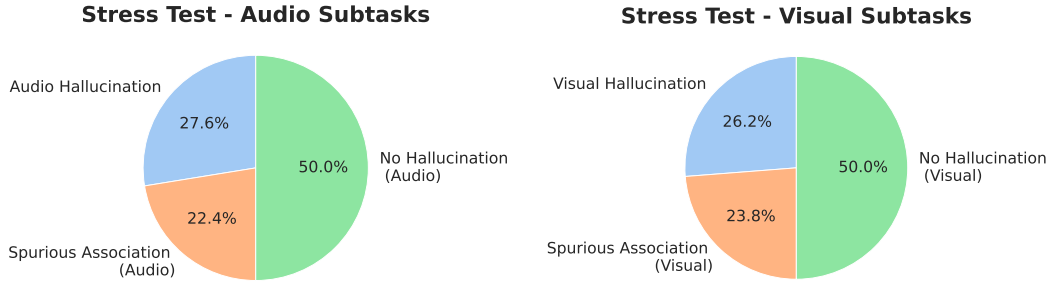 Stress Test - Audio Subtasks
Audio Hallucination
27.6%
50.0%
No Hallucination
(Audio)
22.4%
Spurious Association
(Audio)
Stress Test - Visual Subtasks
Visual Hallucination
26.2%
50.0%
No Hallucination
(Visual)
23.8%
Spurious Association
(Visual)